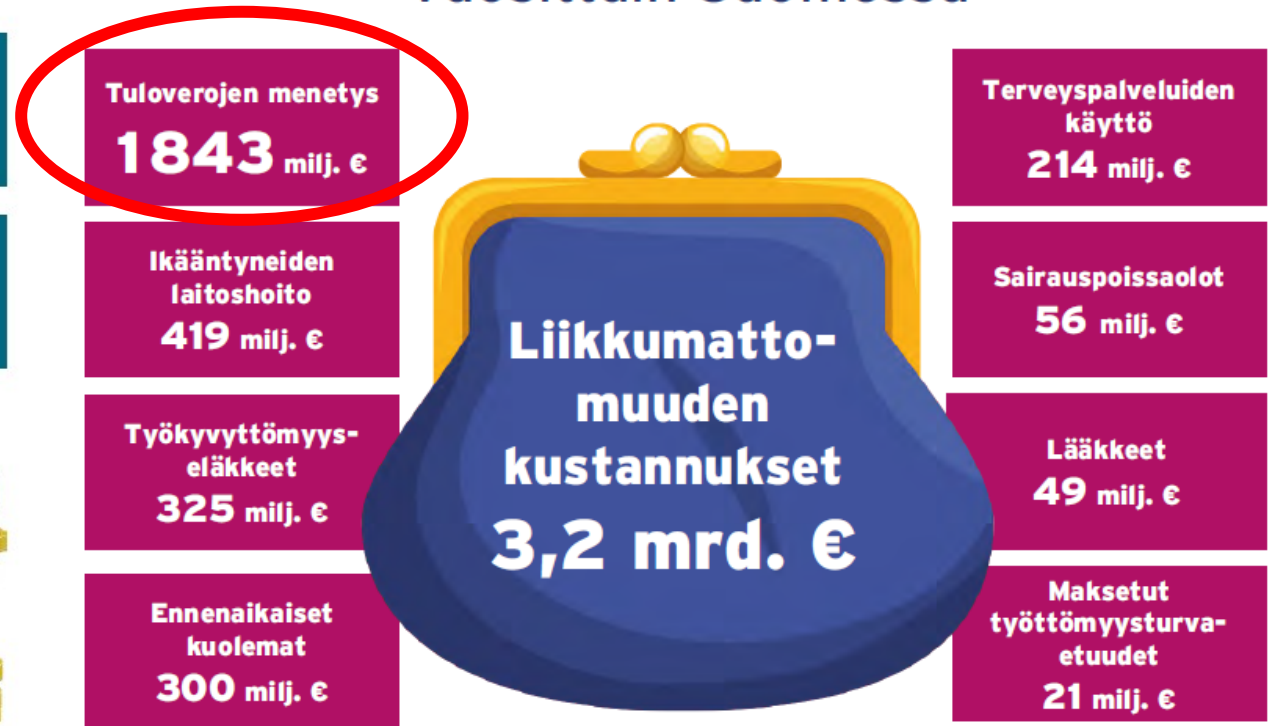 Tuloverojen menetys
1843 milj. €
Ikääntyneiden
laitoshoito
419 milj. €
Työkyvyttömyys-
eläkkeet
325 milj. €
Ennenaikaiset
kuolemat
300 milj. €
Liikkumatto-
muuden
kustannukset
3,2 mrd. €
Terveyspalveluiden
käyttö
214 milj. €
Sairauspoissaolot
56 milj. €
Lääkkeet
49 milj. €
Maksetut
työttömyysturva-
etuudet
21 milj. €